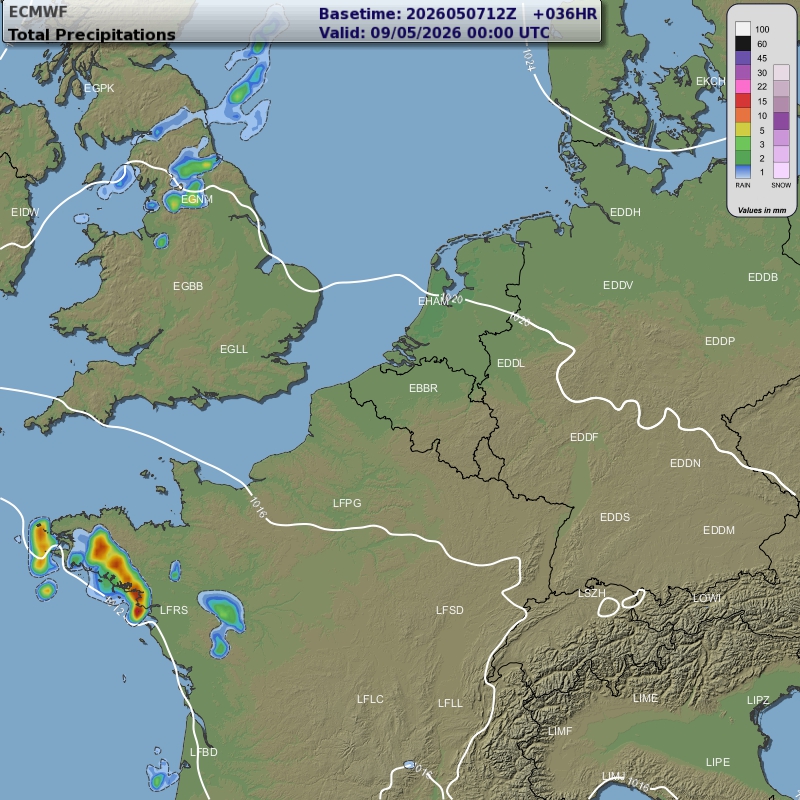 ECMWF
Basetime: 2026050712Z +036HR
Total Precipitations
Valid: 09/05/2026 00:00 UTC
100
60
45
30
22
15
10
5
3
2
1
RAIN
SNOW
Values in mm
1024
EGPK
EKCH
EIDW
EGNM
EDDH
EGBB
EDDV
EDDB
EHAM
1020
1020
EGLL
EDDP
EDDL
EBBR
EDDF
EDDN
LFPG
1016
EDDS
EDDM
LSZH
LOWI
LFRS
LFSD
LFLC
LFLL
LIME
LIPZ
LIMF
LFBD
LIPE
LIMJ
1016